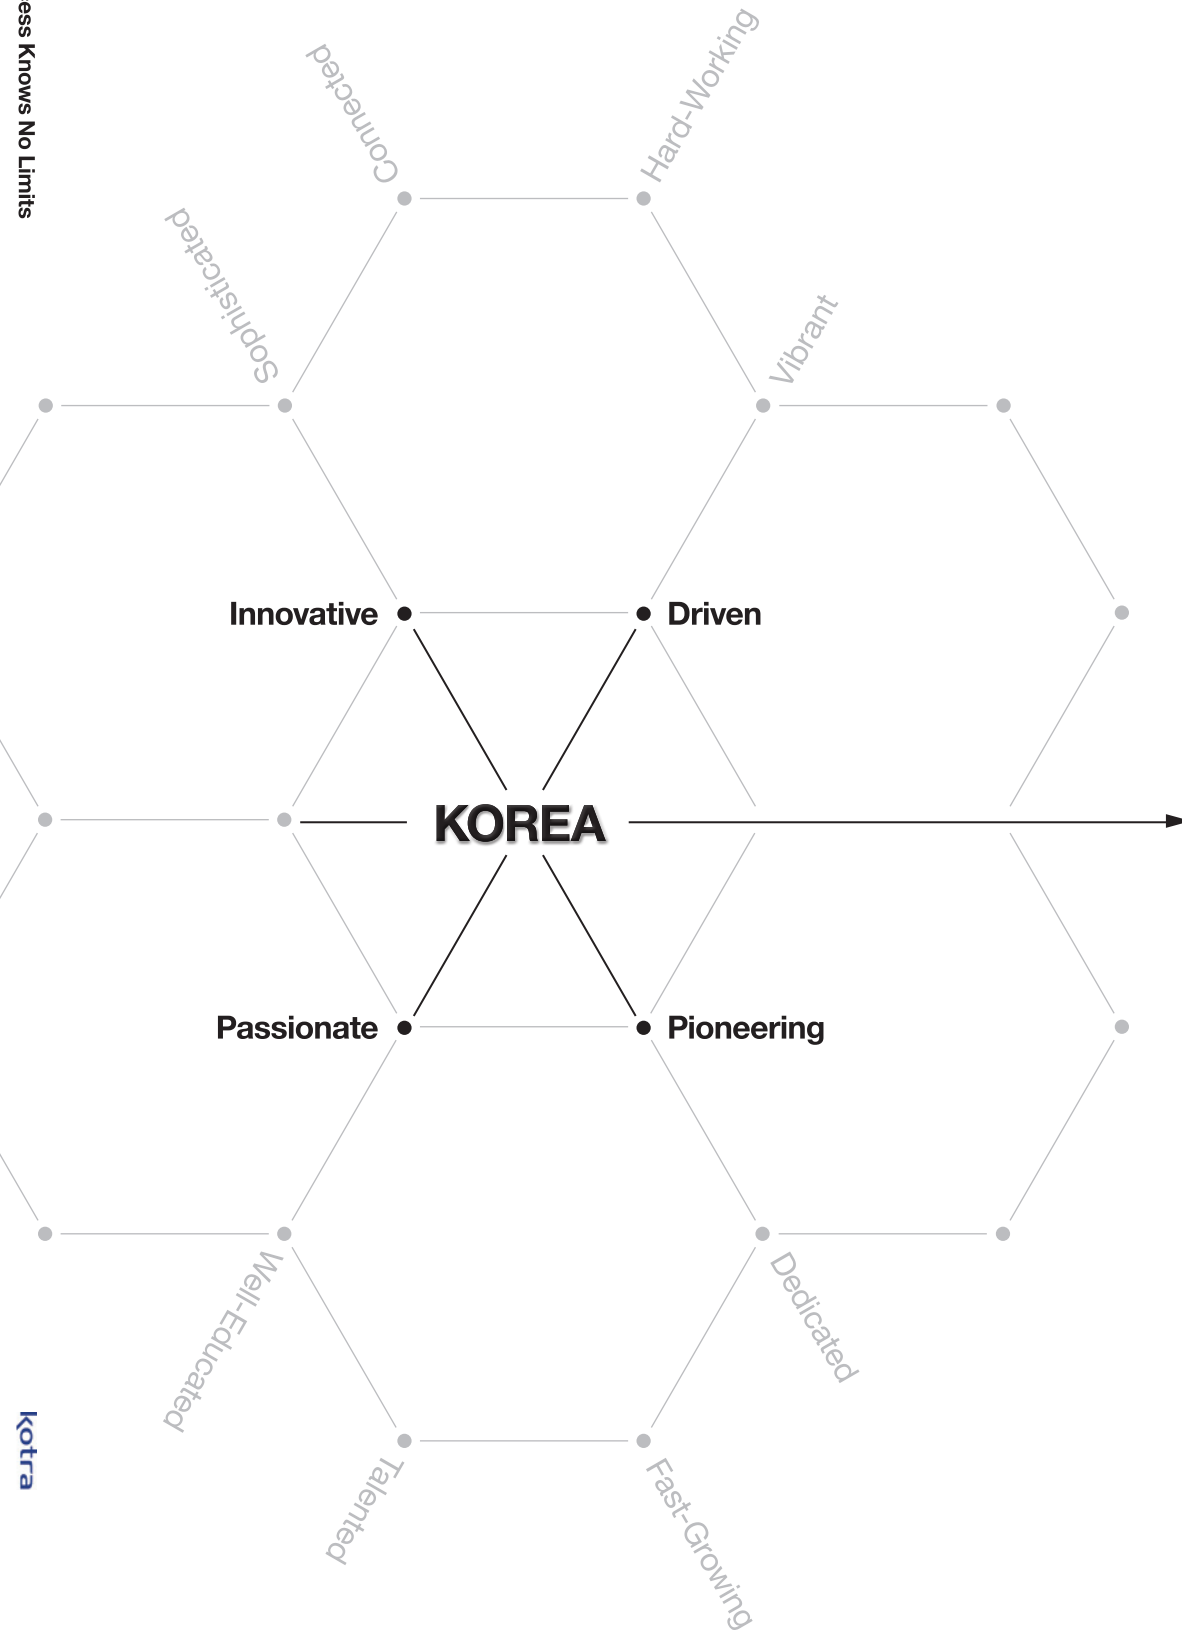 Knows No Limits
Hard-Working
Connected
Sophisticated
Vibrant
Innovative
Driven
KOREA
Passionate
Pioneering
Well-Educated
Dedicated
Talented
Fast-Growing
kotra